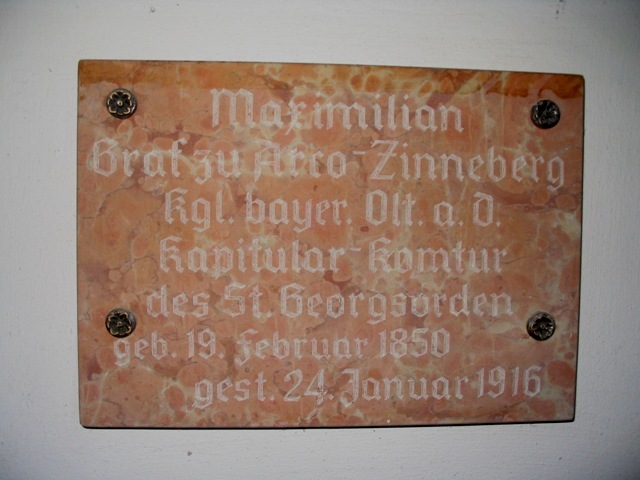 Maximilian
Graf zu Arco-Zinneberg
kgl. bayer. Olt. a. d.
Kapitular-Komtur
des St. Georgsorden
geb. 19. Februar 1850
gest. 24. Januar 1916